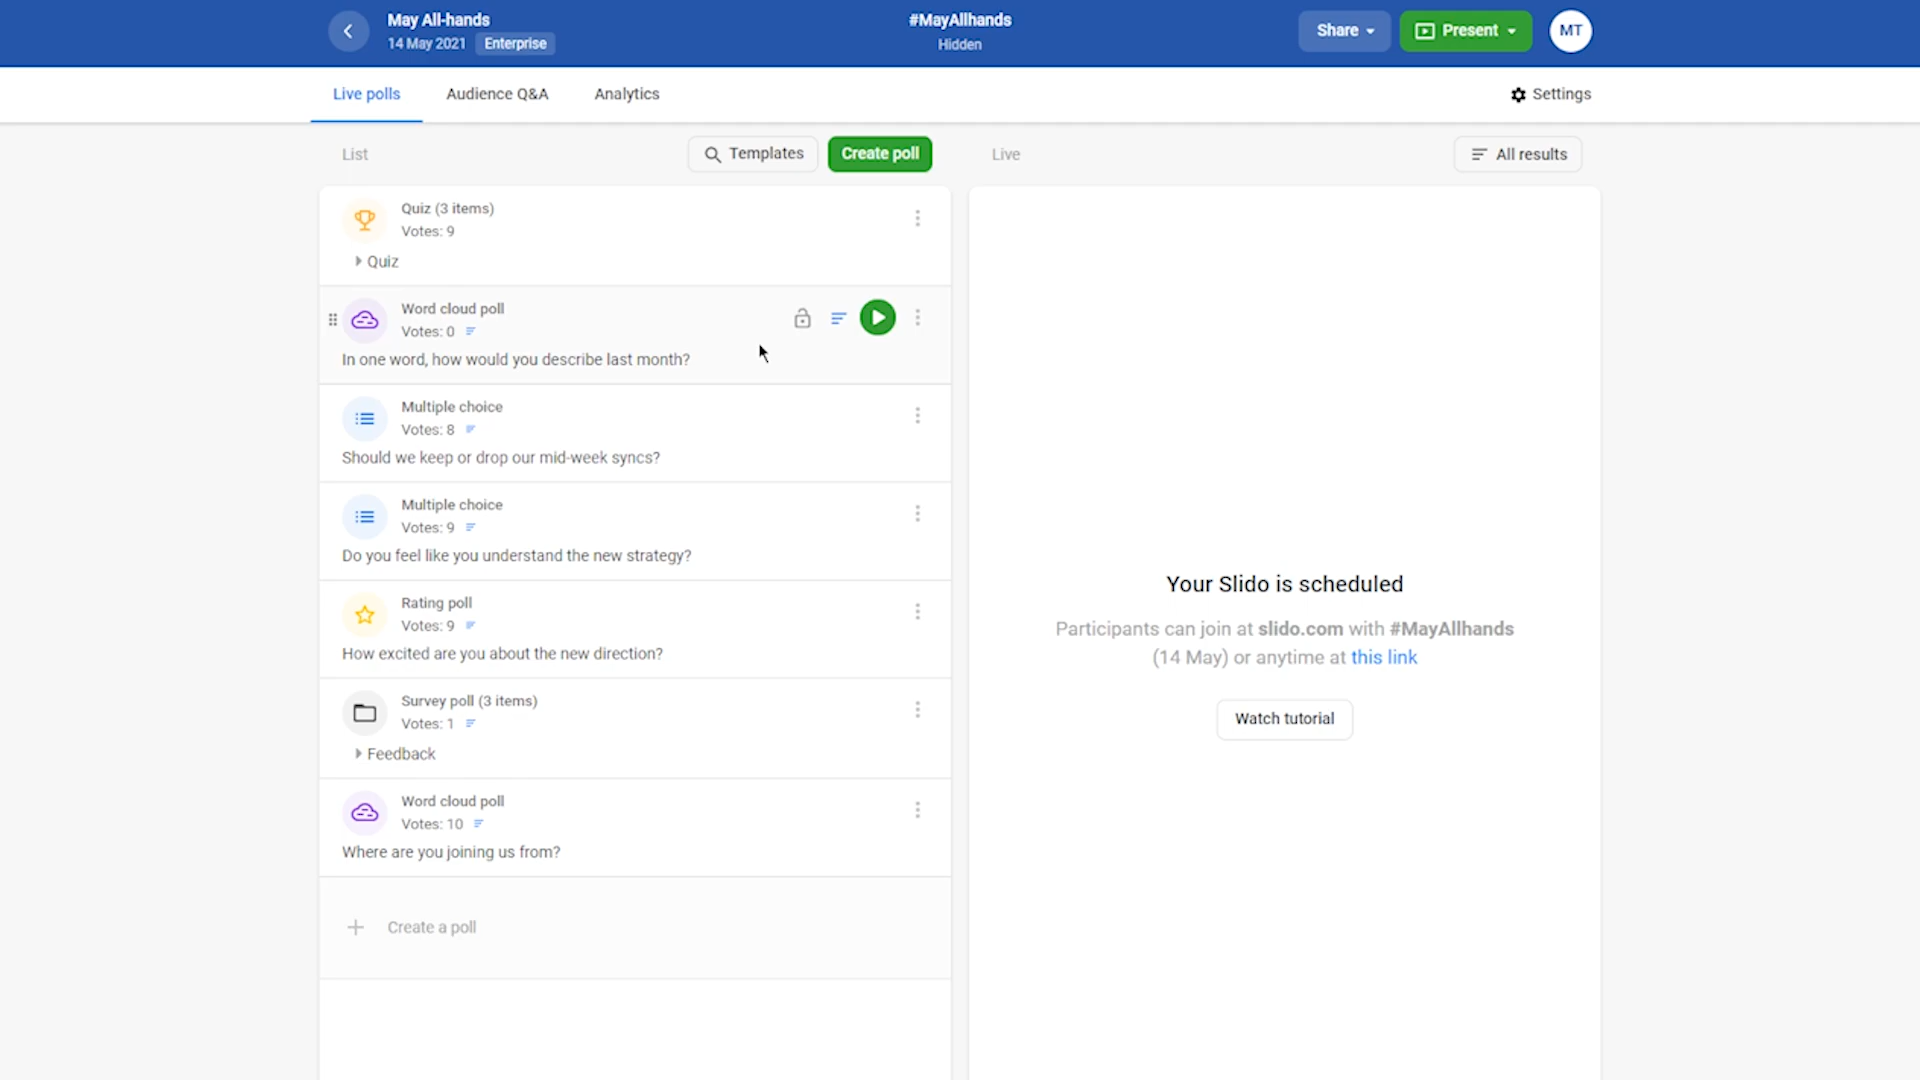 May All-hands
14 May 2021 Enterprise
#MayAllhands
Hidden
Share
Present
MT
Live polls
Audience Q&A
Analytics
Settings
List
Templates
Create poll
Live
All results
Quiz (3 items)
Votes: 9
Quiz
Word cloud poll
Votes: 0
In one word, how would you describe last month?
Multiple choice
Votes: 8
Should we keep or drop our mid-week syncs?
Multiple choice
Votes: 9
Do you feel like you understand the new strategy?
Rating poll
Votes: 9
How excited are you about the new direction?
Survey poll (3 items)
Votes: 1
Feedback
Word cloud poll
Votes: 10
Where are you joining us from?
Create a poll
Your Slido is scheduled
Participants can join at slido.com with #MayAllhands
(14 May) or anytime at this link
Watch tutorial